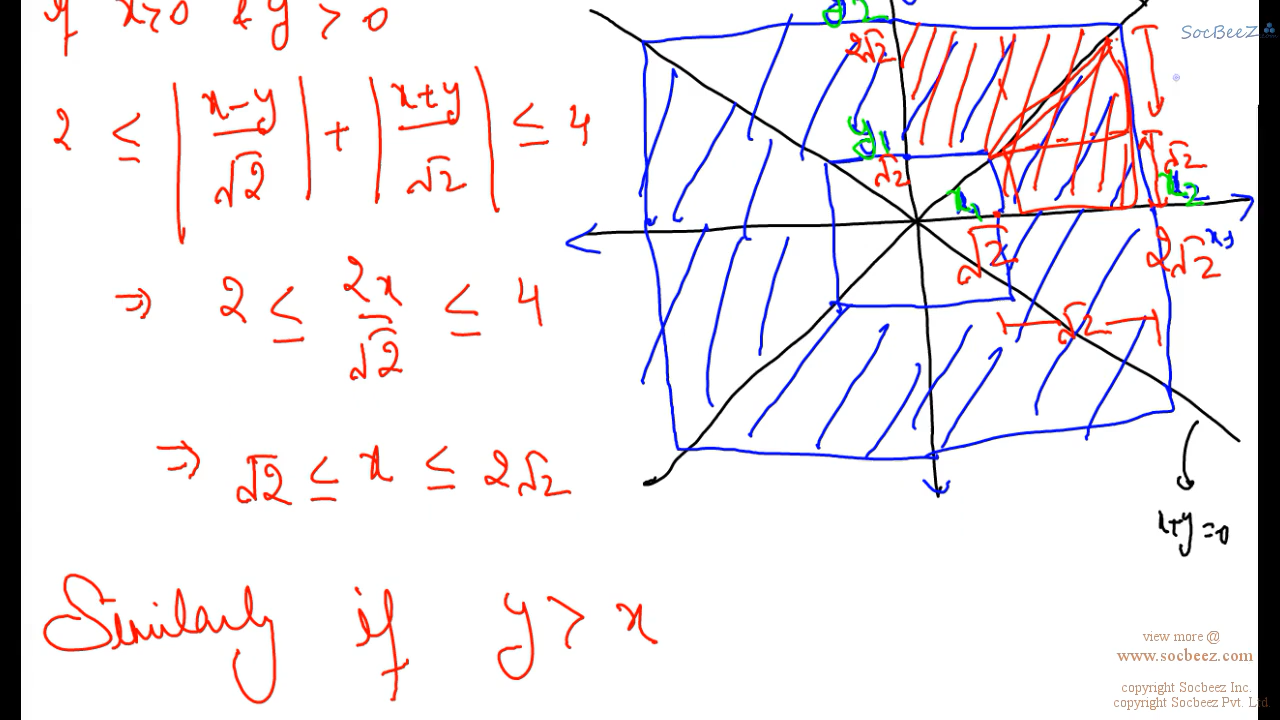 if x>0 & y>0
2 ≤ |x-y/√2| + |x+y/√2| ≤ 4
⇒ 2 ≤ 2x/√2 ≤ 4
⇒ √2 ≤ x ≤ 2√2
Similarly if y > x
SocBeeZ
y2
2√2
y1
√2
x1
√2
√2
x2
2√2
√2
x+y=0
view more @
www.socbeez.com
copyright Socbeez Inc.
copyright Socbeez Pvt. Ltd.